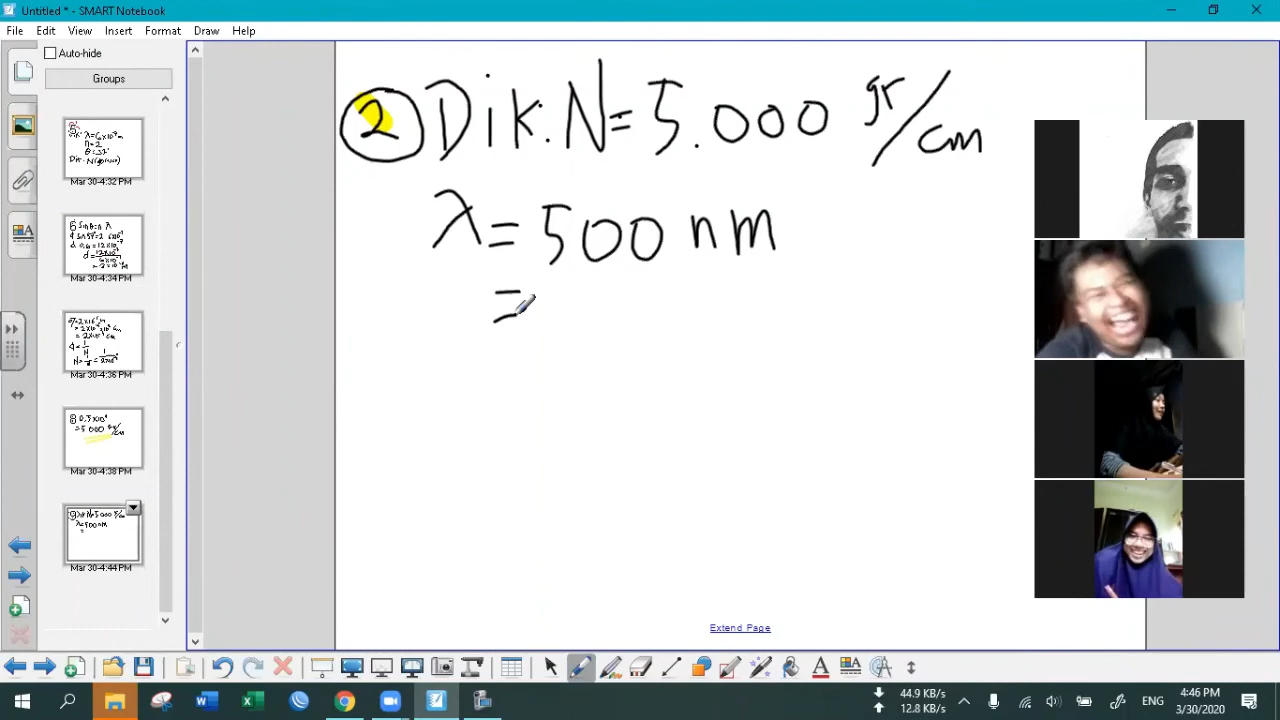 Untitled * - SMART Notebook
File Edit View Insert Format Draw Help
Auto-hide
Groups
Mar 30-4:32 PM
Mar 30-4:34 PM
Mar 30-4:36 PM
Mar 30-4:38 PM
Mar 30-4:44 PM
2 Dik. N = 5.000 gr/cm
λ = 500 nm
=
Extend Page
44.9 KB/s
12.8 KB/s
ENG
4:46 PM
3/30/2020